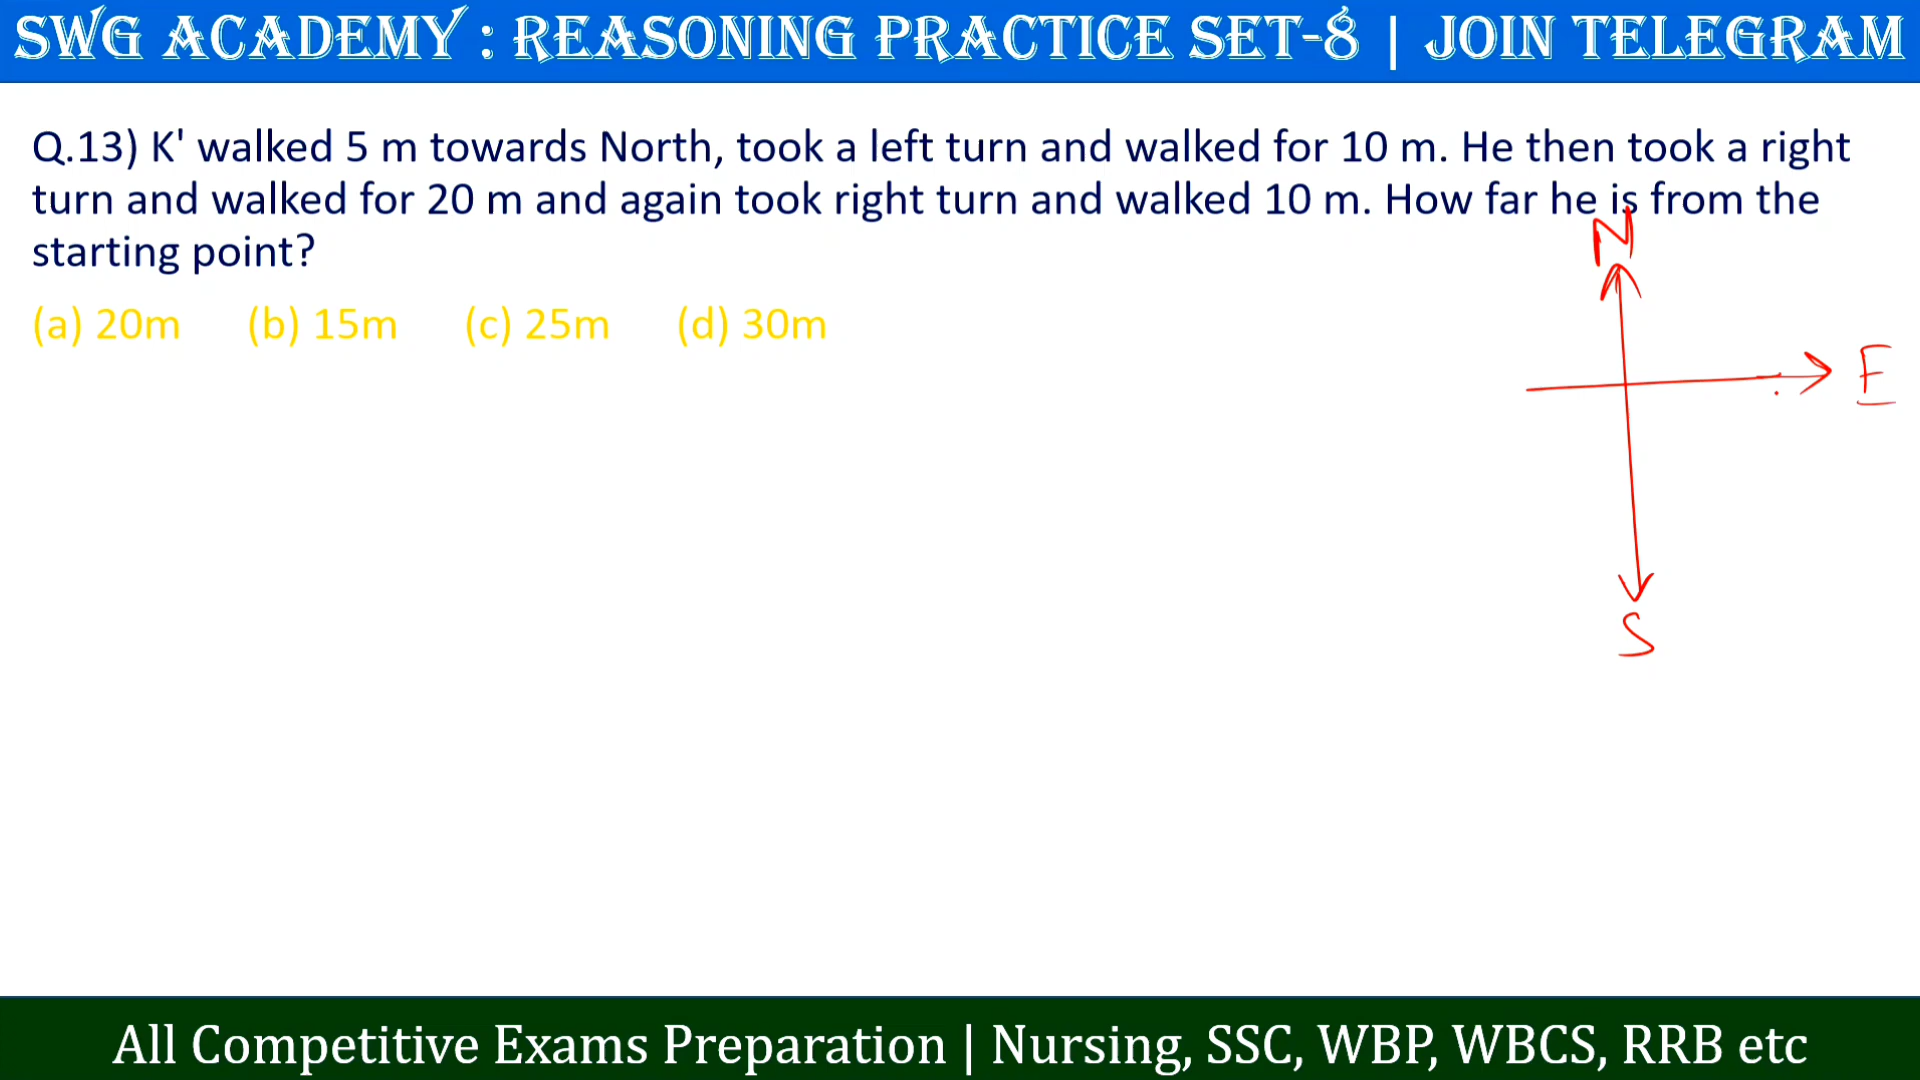 SWG ACADEMY : REASONING PRACTICE SET-8 | JOIN TELEGRAM
Q.13) K' walked 5 m towards North, took a left turn and walked for 10 m. He then took a right
turn and walked for 20 m and again took right turn and walked 10 m. How far he is from the
starting point?
N
(a) 20m (b) 15m (c) 25m (d) 30m
E
S
All Competitive Exams Preparation | Nursing, SSC, WBP, WBCS, RRB etc